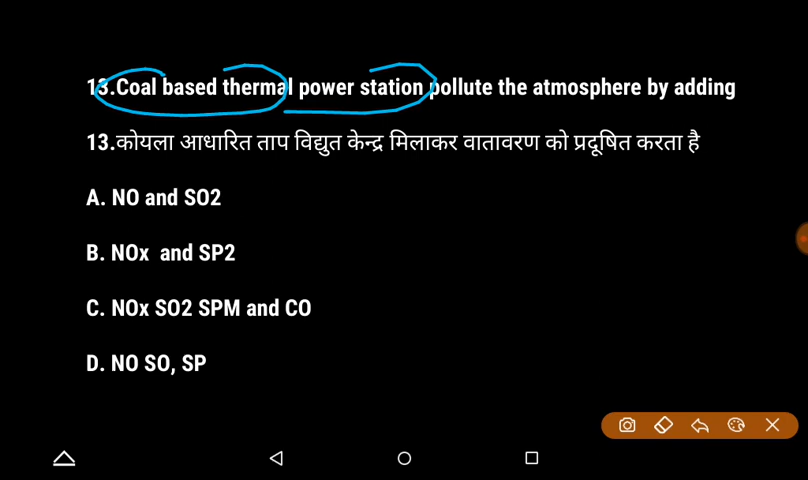 13.Coal based thermal power station pollute the atmosphere by adding
13.कोयला आधारित ताप विद्युत केन्द्र मिलाकर वातावरण को प्रदूषित करता है
A. NO and SO2
B. NOx and SP2
C. NOx SO2 SPM and CO
D. NO SO, SP